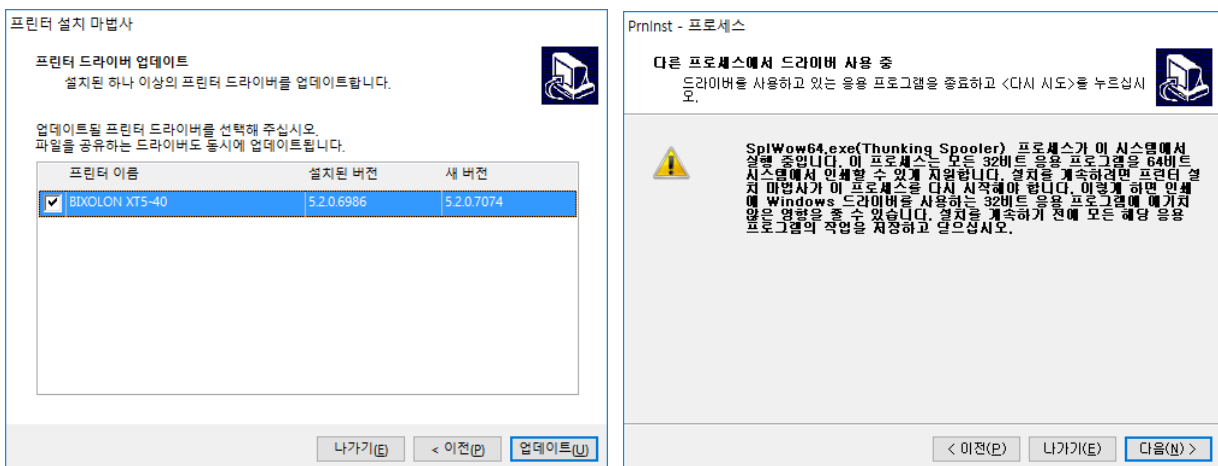 프린터 설치 마법사
프린터 드라이버 업데이트
설치된 하나 이상의 프린터 드라이버를 업데이트합니다.
업데이트될 프린터 드라이버를 선택해 주십시오.
파일을 공유하는 드라이버도 동시에 업데이트됩니다.
프린터 이름 설치된 버전 새 버전
BIXOLON XT5-40 5.2.0.6986 5.2.0.7074
나가기(E) < 이전(P) 업데이트(U)
PrnInst - 프로세스
다른 프로세스에서 드라이버 사용 중
드라이버를 사용하고 있는 응용 프로그램을 종료하고 <다시 시도>를 누르십시
오.
SplWow64.exe(Thunking Spooler) 프로세스가 이 시스템에서
실행 중입니다. 이 프로세스는 모든 32비트 응용 프로그램을 64비트
시스템에서 인쇄할 수 있게 지원합니다. 설치를 계속하려면 프린터 설
치 마법사가 이 프로세스를 다시 시작해야 합니다. 이렇게 하면 인쇄
에 Windows 드라이버를 사용하는 32비트 응용 프로그램에 예기치
않은 영향을 줄 수 있습니다. 설치를 계속하기 전에 모든 해당 응용
프로그램의 작업을 저장하고 닫으십시오.
< 이전(P) 나가기(E) 다음(N) >